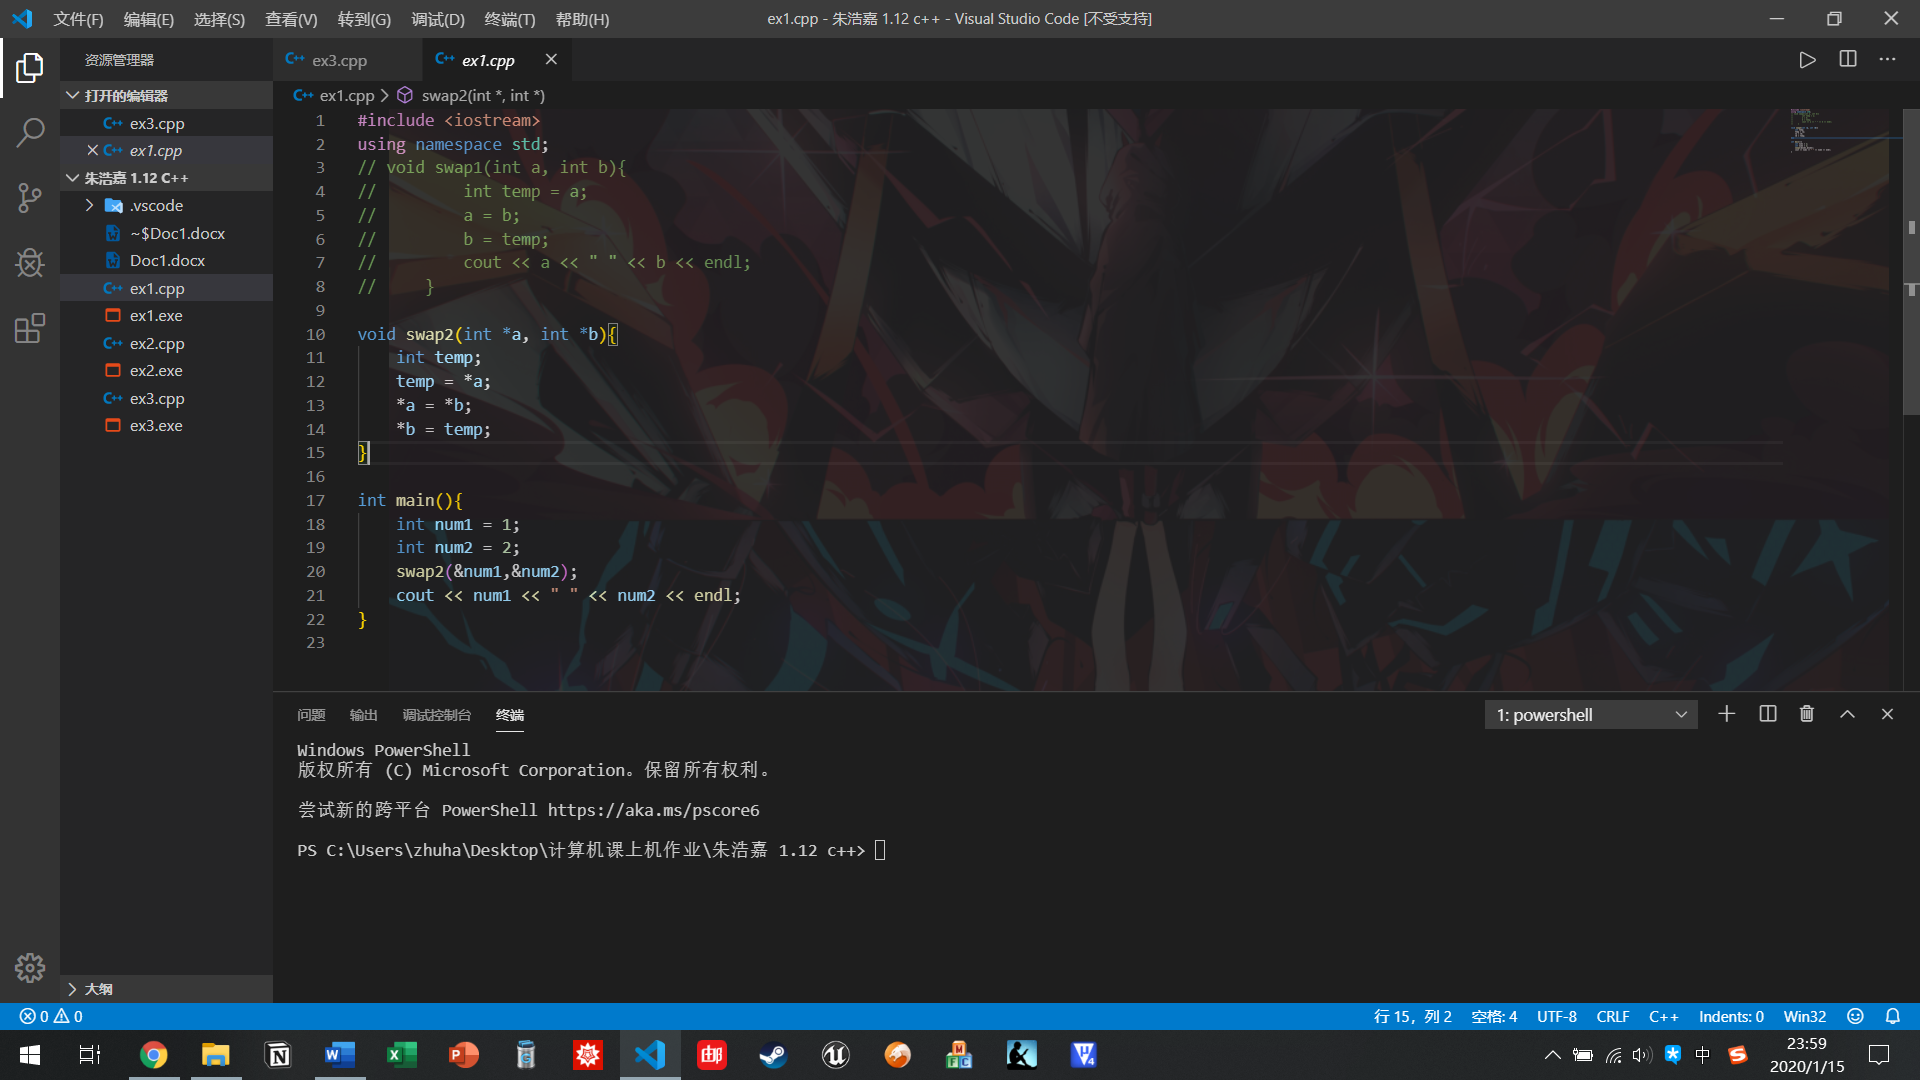 文件(F) 编辑(E) 选择(S) 查看(V) 转到(G) 调试(D) 终端(T) 帮助(H) ex1.cpp - 朱浩嘉 1.12 c++ - Visual Studio Code [不受支持]
资源管理器
打开的编辑器
ex3.cpp
ex1.cpp
朱浩嘉 1.12 C++
.vscode
~$Doc1.docx
Doc1.docx
ex1.cpp
ex1.exe
ex2.cpp
ex2.exe
ex3.cpp
ex3.exe
大纲
ex3.cpp ex1.cpp
ex1.cpp > swap2(int *, int *)
1 #include <iostream>
2 using namespace std;
3 // void swap1(int a, int b){
4 //         int temp = a;
5 //         a = b;
6 //         b = temp;
7 //         cout << a << " " << b << endl;
8 //     }
9
10 void swap2(int *a, int *b){
11     int temp;
12     temp = *a;
13     *a = *b;
14     *b = temp;
15 }
16
17 int main(){
18     int num1 = 1;
19     int num2 = 2;
20     swap2(&num1,&num2);
21     cout << num1 << " " << num2 << endl;
22 }
23
问题 输出 调试控制台 终端 1: powershell
Windows PowerShell
版权所有 (C) Microsoft Corporation。保留所有权利。
尝试新的跨平台 PowerShell https://aka.ms/pscore6
PS C:\Users\zhuha\Desktop\计算机课上机作业\朱浩嘉 1.12 c++>
0 0 行 15，列 2 空格: 4 UTF-8 CRLF C++ Indents: 0 Win32
中 23:59
2020/1/15